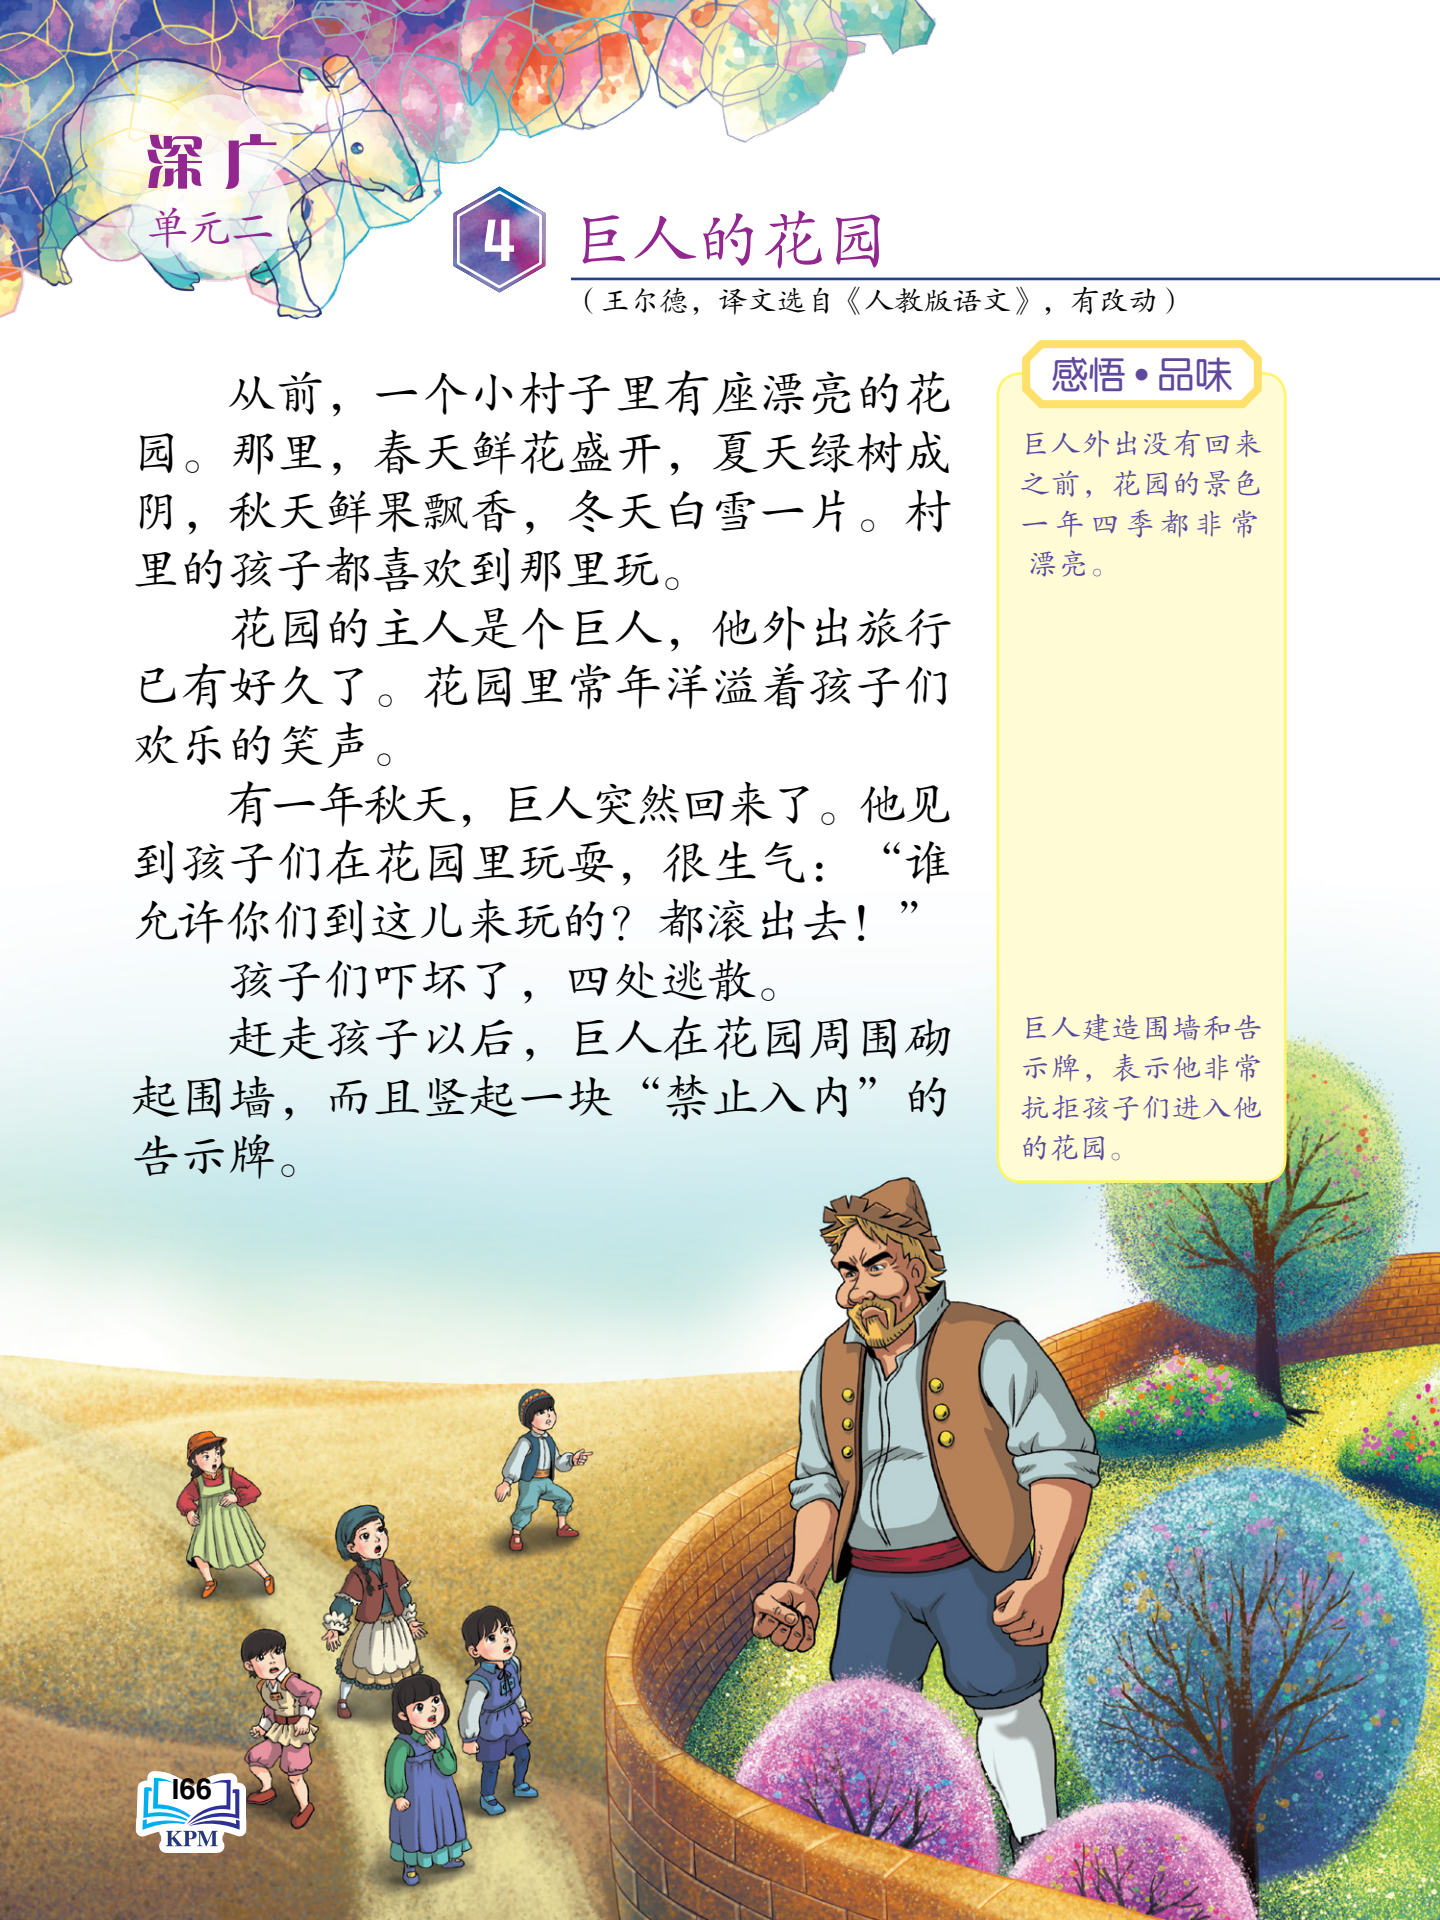 深广
单元二
4 巨人的花园
（王尔德，译文选自《人教版语文》，有改动）
从前，一个小村子里有座漂亮的花
园。那里，春天鲜花盛开，夏天绿树成
阴，秋天鲜果飘香，冬天白雪一片。村
里的孩子都喜欢到那里玩。
花园的主人是个巨人，他外出旅行
已有好久了。花园里常年洋溢着孩子们
欢乐的笑声。
有一年秋天，巨人突然回来了。他见
到孩子们在花园里玩耍，很生气：“谁
允许你们到这儿来玩的？都滚出去！”
孩子们吓坏了，四处逃散。
赶走孩子以后，巨人在花园周围砌
起围墙，而且竖起一块“禁止入内”的
告示牌。
感悟•品味
巨人外出没有回来
之前，花园的景色
一年四季都非常
漂亮。
巨人建造围墙和告
示牌，表示他非常
抗拒孩子们进入他
的花园。
166
KPM